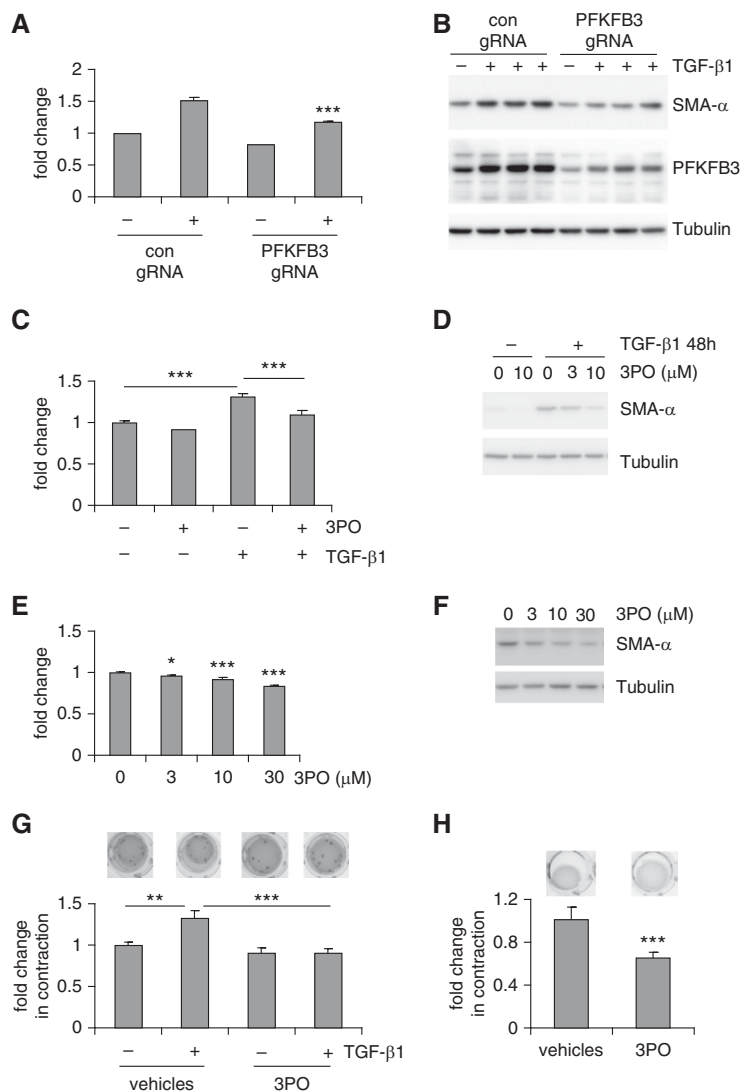 A
fold change
2
1.5
1
0.5
0
***
– + – +
con gRNA
PFKFB3 gRNA
B
con gRNA
PFKFB3 gRNA
– + + + – + + + TGF-β1
SMA-α
PFKFB3
Tubulin
C
fold change
1.5
1
0.5
0
*** ***
– + – + 3PO
– – + + TGF-β1
D
– + TGF-β1 48h
0 10 0 3 10 3PO (μM)
SMA-α
Tubulin
E
fold change
1.5
1
0.5
0
* *** ***
0 3 10 30 3PO (μM)
F
0 3 10 30 3PO (μM)
SMA-α
Tubulin
G
fold change
in contraction
1.5
1
0.5
0
** ***
– + – + TGF-β1
vehicles 3PO
H
fold change
in contraction
1.2
0.8
0.4
0
***
vehicles 3PO